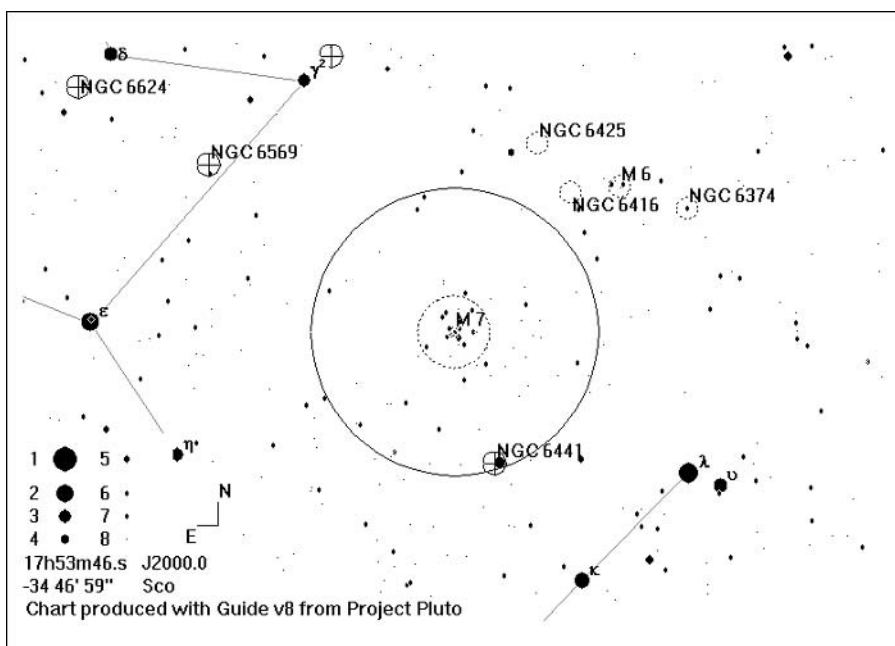 δ
γ²
NGC 6624
NGC 6425
NGC 6569
M 6
NGC 6416
NGC 6374
ε
M 7
η
NGC 6441
λ
υ
κ
1 5
2 6
3 7
4 8
N
E
17h53m46.s J2000.0
-34 46' 59" Sco
Chart produced with Guide v8 from Project Pluto